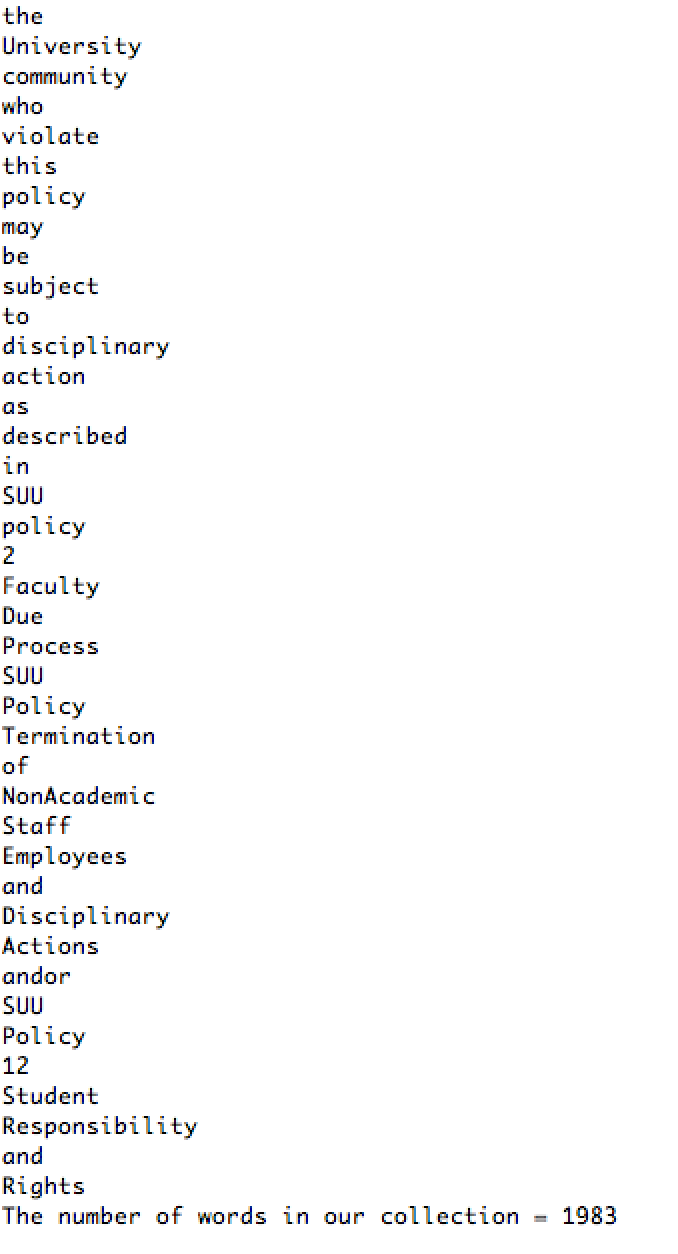 the
University
community
who
violate
this
policy
may
be
subject
to
disciplinary
action
as
described
in
SUU
policy
2
Faculty
Due
Process
SUU
Policy
Termination
of
NonAcademic
Staff
Employees
and
Disciplinary
Actions
andor
SUU
Policy
12
Student
Responsibility
and
Rights
The number of words in our collection = 1983